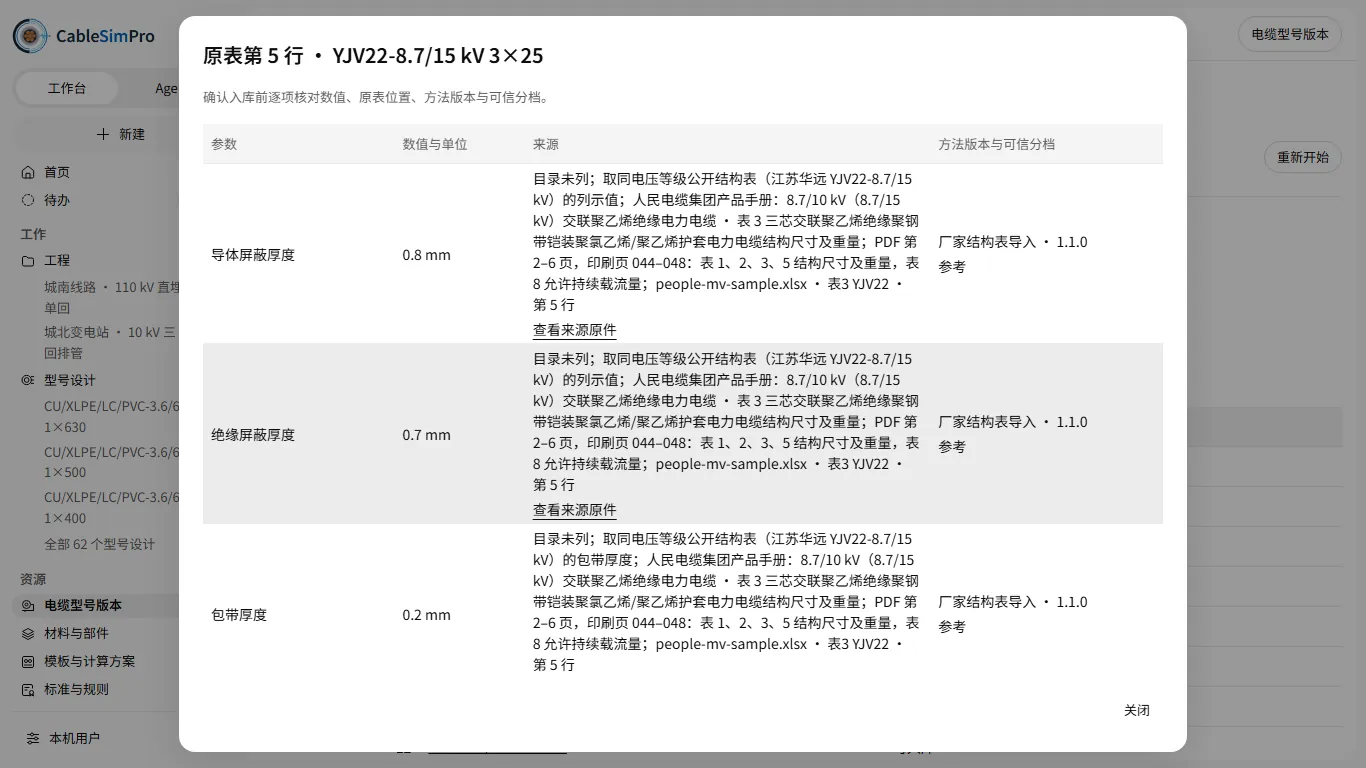 CableSimPro
电缆型号版本
工作台
Age
新建
重新开始
首页
待办
工作
工程
城南线路 · 110 kV 直埋
单回
城北变电站 · 10 kV 三
回排管
型号设计
CU/XLPE/LC/PVC-3.6/6
1×630
CU/XLPE/LC/PVC-3.6/6
1×500
CU/XLPE/LC/PVC-3.6/6
1×400
全部 62 个型号设计
资源
电缆型号版本
材料与部件
模板与计算方案
标准与规则
本机用户
原表第 5 行 · YJV22-8.7/15 kV 3×25
确认入库前逐项核对数值、原表位置、方法版本与可信分档。
参数 数值与单位 来源 方法版本与可信分档
导体屏蔽厚度
0.8 mm
目录未列；取同电压等级公开结构表（江苏华远 YJV22-8.7/15
kV）的列示值；人民电缆集团产品手册：8.7/10 kV（8.7/15
kV）交联聚乙烯绝缘电力电缆 · 表 3 三芯交联聚乙烯绝缘聚钢
带铠装聚氯乙烯/聚乙烯护套电力电缆结构尺寸及重量；PDF 第
2–6 页，印刷页 044–048：表 1、2、3、5 结构尺寸及重量，表
8 允许持续载流量；people-mv-sample.xlsx · 表3 YJV22 ·
第 5 行
查看来源原件
厂家结构表导入 · 1.1.0
参考
绝缘屏蔽厚度
0.7 mm
目录未列；取同电压等级公开结构表（江苏华远 YJV22-8.7/15
kV）的列示值；人民电缆集团产品手册：8.7/10 kV（8.7/15
kV）交联聚乙烯绝缘电力电缆 · 表 3 三芯交联聚乙烯绝缘聚钢
带铠装聚氯乙烯/聚乙烯护套电力电缆结构尺寸及重量；PDF 第
2–6 页，印刷页 044–048：表 1、2、3、5 结构尺寸及重量，表
8 允许持续载流量；people-mv-sample.xlsx · 表3 YJV22 ·
第 5 行
查看来源原件
厂家结构表导入 · 1.1.0
参考
包带厚度
0.2 mm
目录未列；取同电压等级公开结构表（江苏华远 YJV22-8.7/15
kV）的包带厚度；人民电缆集团产品手册：8.7/10 kV（8.7/15
kV）交联聚乙烯绝缘电力电缆 · 表 3 三芯交联聚乙烯绝缘聚钢
带铠装聚氯乙烯/聚乙烯护套电力电缆结构尺寸及重量；PDF 第
2–6 页，印刷页 044–048：表 1、2、3、5 结构尺寸及重量，表
8 允许持续载流量；people-mv-sample.xlsx · 表3 YJV22 ·
第 5 行
厂家结构表导入 · 1.1.0
参考
关闭